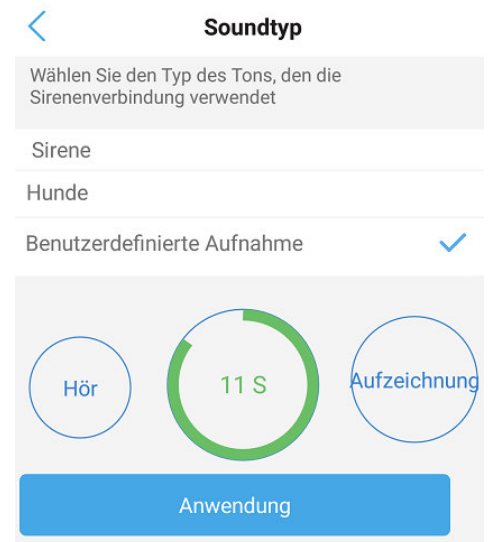 Soundtyp
Wählen Sie den Typ des Tons, den die
Sirenenverbindung verwendet
Sirene
Hunde
Benutzerdefinierte Aufnahme
Hör
11 S
Aufzeichnung
Anwendung